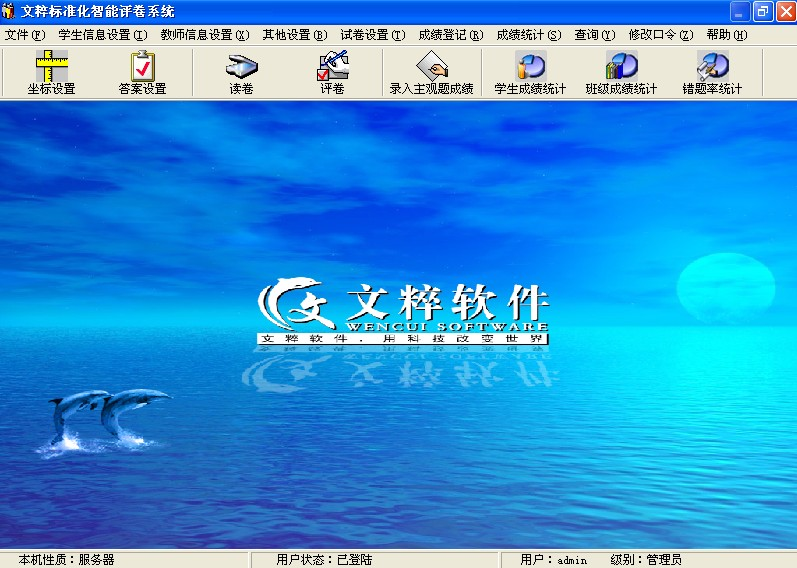 文粹标准化智能评卷系统
文件(F) 学生信息设置(I) 教师信息设置(X) 其他设置(B) 试卷设置(T) 成绩登记(R) 成绩统计(S) 查询(Y) 修改口令(Z) 帮助(H)
坐标设置 答案设置 读卷 评卷 录入主观题成绩 学生成绩统计 班级成绩统计 错题率统计
文 文粹软件
WENCUI SOFTWARE
文粹软件．用科技改变世界
本机性质：服务器 用户状态：已登陆 用户：admin 级别：管理员